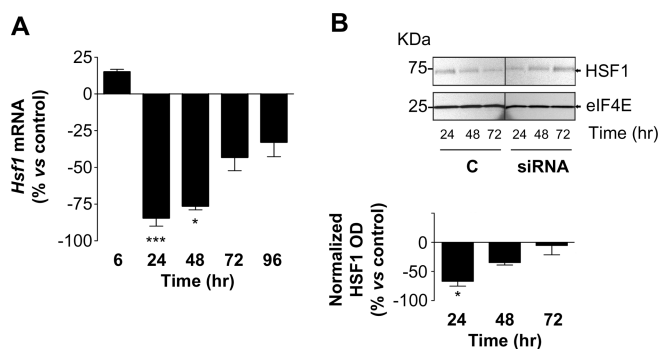 A
Hsf1 mRNA
(% vs control)
25
0
-25
-50
-75
-100
***
*
6 24 48 72 96
Time (hr)
B
KDa
75
HSF1
25
eIF4E
24 48 72 24 48 72 Time (hr)
C siRNA
Normalized
HSF1 OD
(% vs control)
0
-50
-100
*
24 48 72
Time (hr)